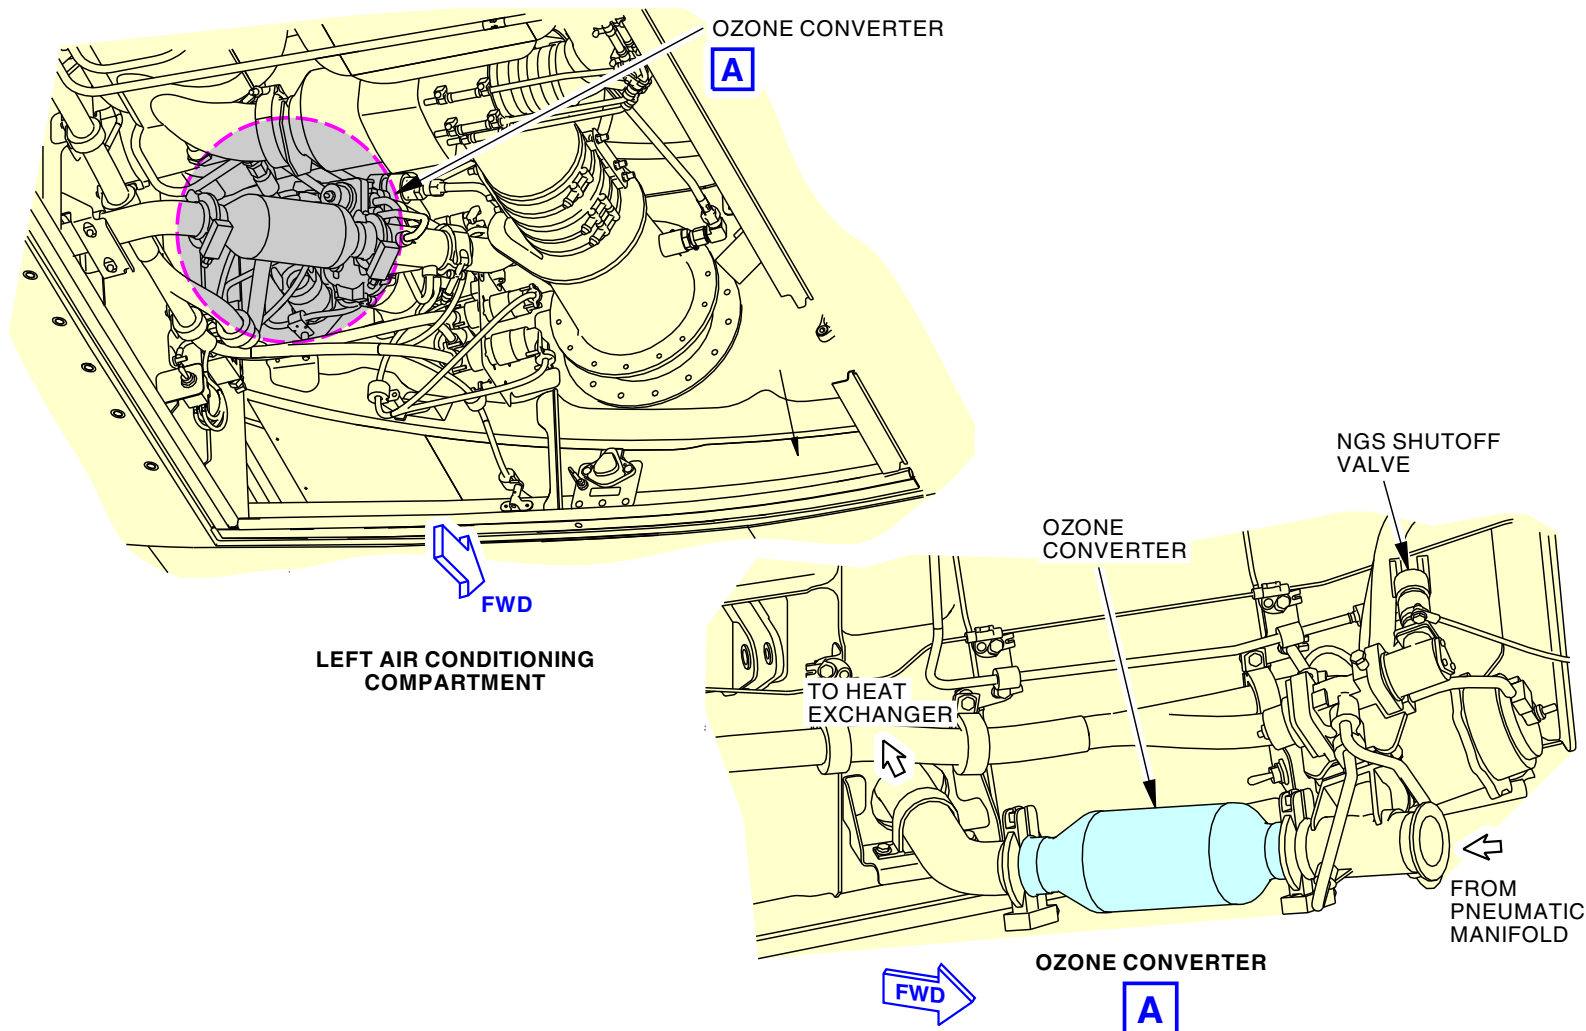 OZONE CONVERTER
A
FWD
LEFT AIR CONDITIONING
COMPARTMENT
NGS SHUTOFF
VALVE
OZONE
CONVERTER
TO HEAT
EXCHANGER
FROM
PNEUMATIC
MANIFOLD
OZONE CONVERTER
FWD
A